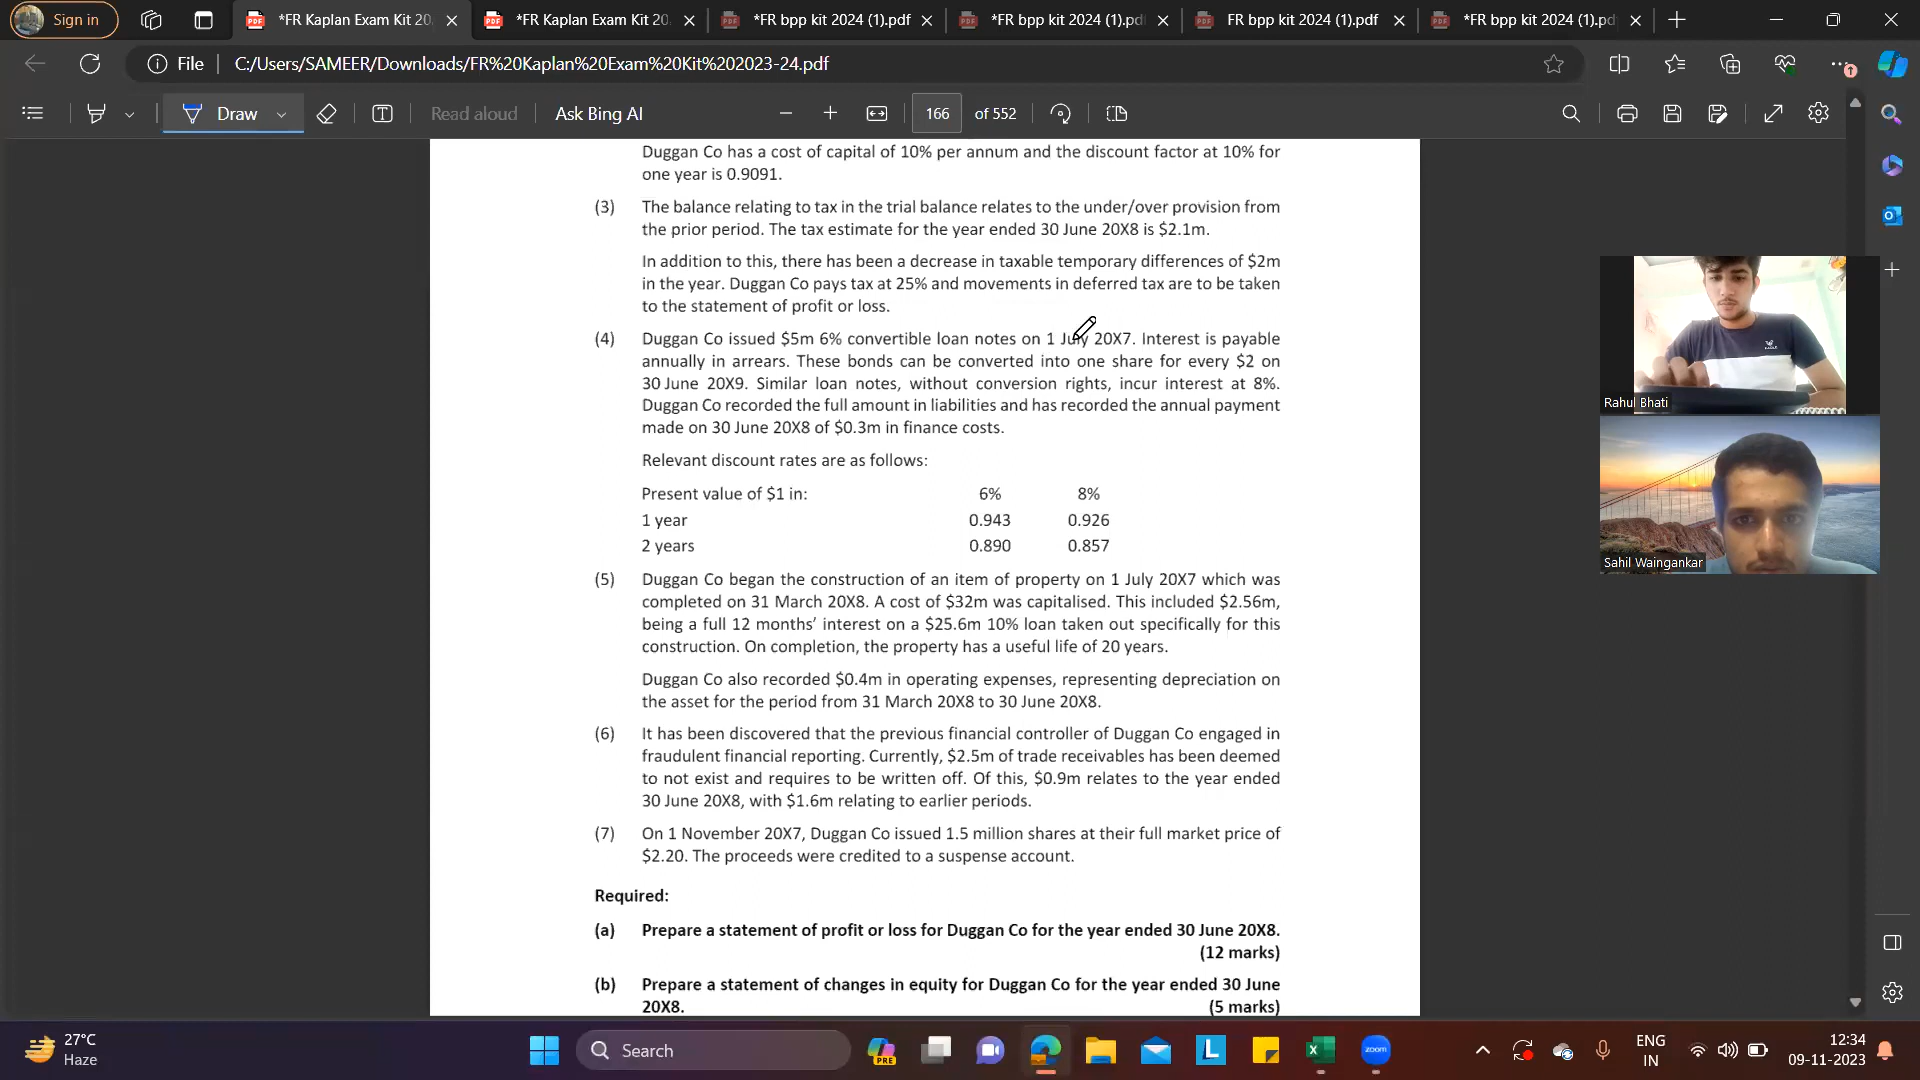 Sign in
*FR Kaplan Exam Kit 20
*FR Kaplan Exam Kit 20
*FR bpp kit 2024 (1).pdf
*FR bpp kit 2024 (1).pdf
FR bpp kit 2024 (1).pdf
*FR bpp kit 2024 (1).pdf
File
C:/Users/SAMEER/Downloads/FR%20Kaplan%20Exam%20Kit%202023-24.pdf
Draw
Read aloud
Ask Bing AI
166
of 552
Duggan Co has a cost of capital of 10% per annum and the discount factor at 10% for
one year is 0.9091.
(3) The balance relating to tax in the trial balance relates to the under/over provision from
the prior period. The tax estimate for the year ended 30 June 20X8 is $2.1m.
In addition to this, there has been a decrease in taxable temporary differences of $2m
in the year. Duggan Co pays tax at 25% and movements in deferred tax are to be taken
to the statement of profit or loss.
(4) Duggan Co issued $5m 6% convertible loan notes on 1 July 20X7. Interest is payable
annually in arrears. These bonds can be converted into one share for every $2 on
30 June 20X9. Similar loan notes, without conversion rights, incur interest at 8%.
Duggan Co recorded the full amount in liabilities and has recorded the annual payment
made on 30 June 20X8 of $0.3m in finance costs.
Relevant discount rates are as follows:
Present value of $1 in: 6% 8%
1 year 0.943 0.926
2 years 0.890 0.857
(5) Duggan Co began the construction of an item of property on 1 July 20X7 which was
completed on 31 March 20X8. A cost of $32m was capitalised. This included $2.56m,
being a full 12 months' interest on a $25.6m 10% loan taken out specifically for this
construction. On completion, the property has a useful life of 20 years.
Duggan Co also recorded $0.4m in operating expenses, representing depreciation on
the asset for the period from 31 March 20X8 to 30 June 20X8.
(6) It has been discovered that the previous financial controller of Duggan Co engaged in
fraudulent financial reporting. Currently, $2.5m of trade receivables has been deemed
to not exist and requires to be written off. Of this, $0.9m relates to the year ended
30 June 20X8, with $1.6m relating to earlier periods.
(7) On 1 November 20X7, Duggan Co issued 1.5 million shares at their full market price of
$2.20. The proceeds were credited to a suspense account.
Required:
(a) Prepare a statement of profit or loss for Duggan Co for the year ended 30 June 20X8.
(12 marks)
(b) Prepare a statement of changes in equity for Duggan Co for the year ended 30 June
20X8. (5 marks)
Rahul Bhati
Sahil Waingankar
27°C
Haze
Search
PRE
L
zoom
ENG
IN
12:34
09-11-2023